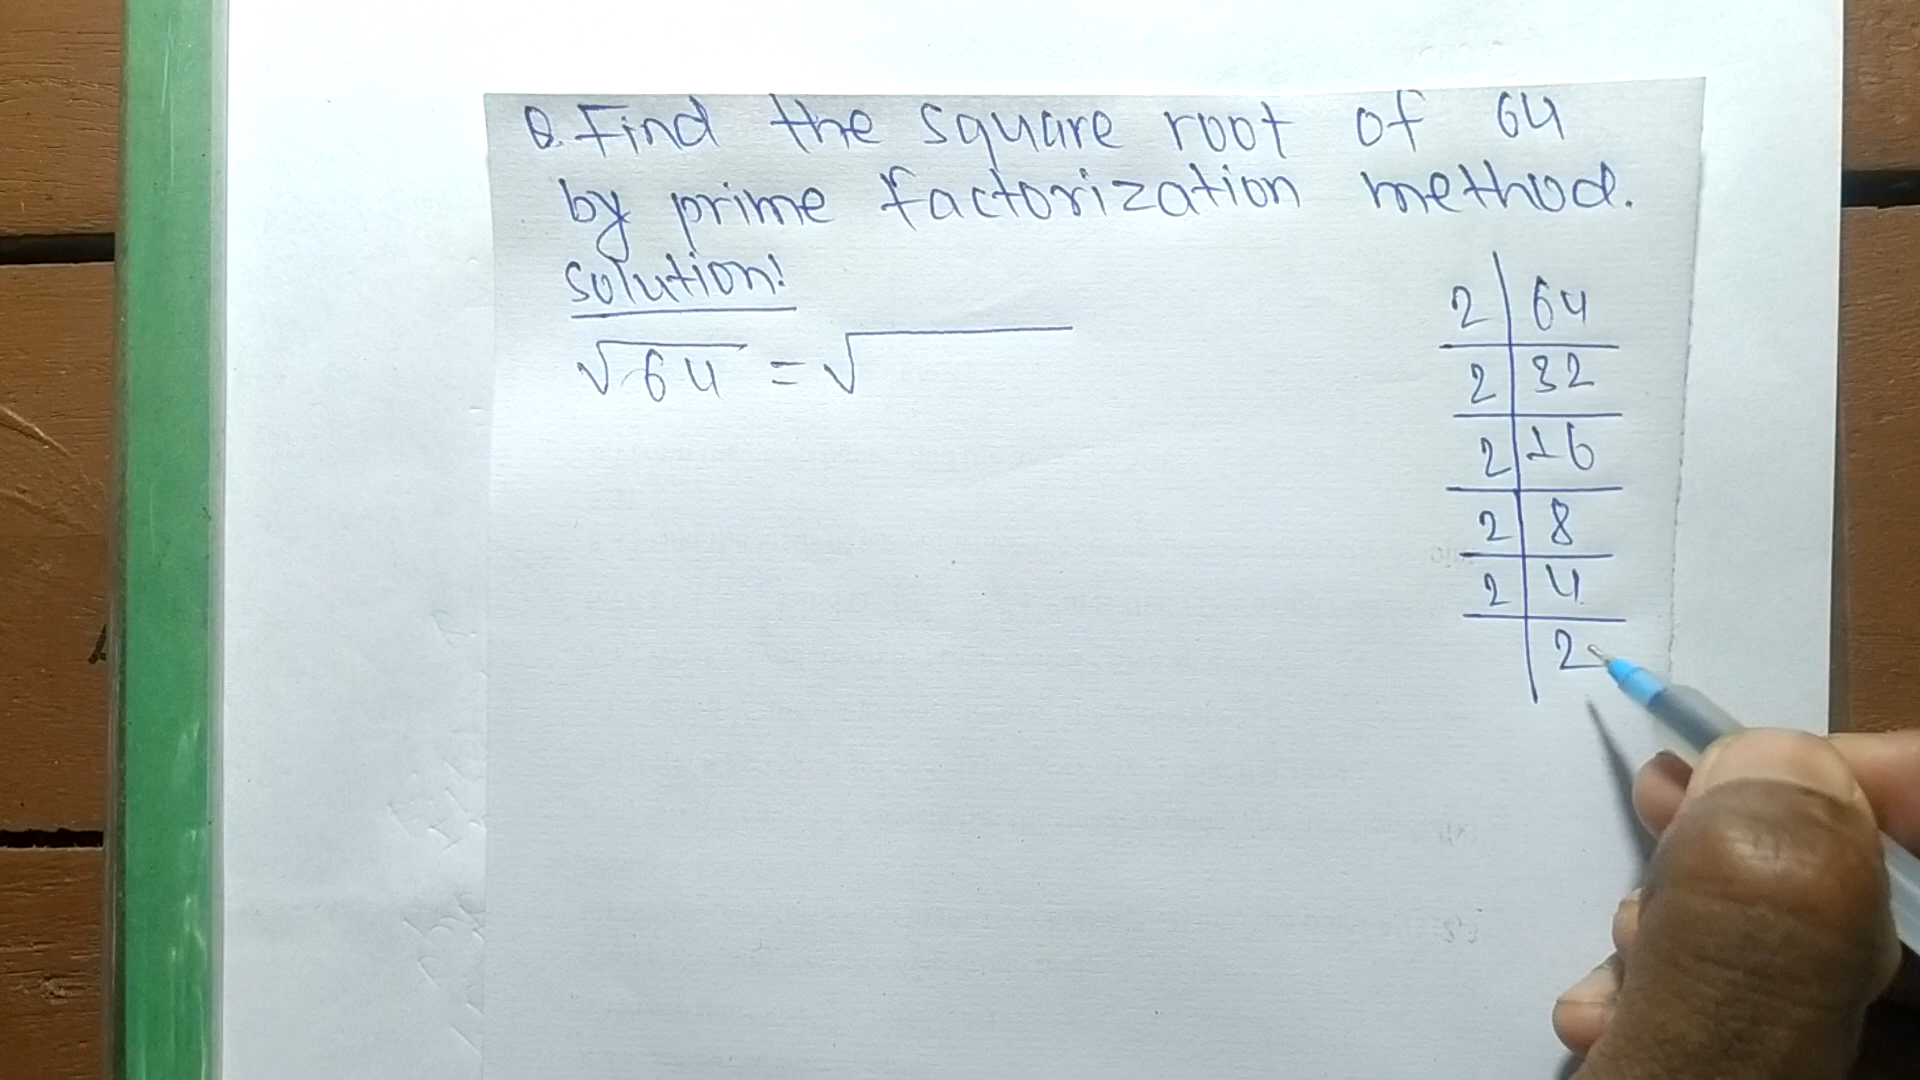 Q. Find the square root of 64
by prime factorization method.
Solution:
√64 = √
2 | 64
2 | 32
2 | 16
2 | 8
2 | 4
2